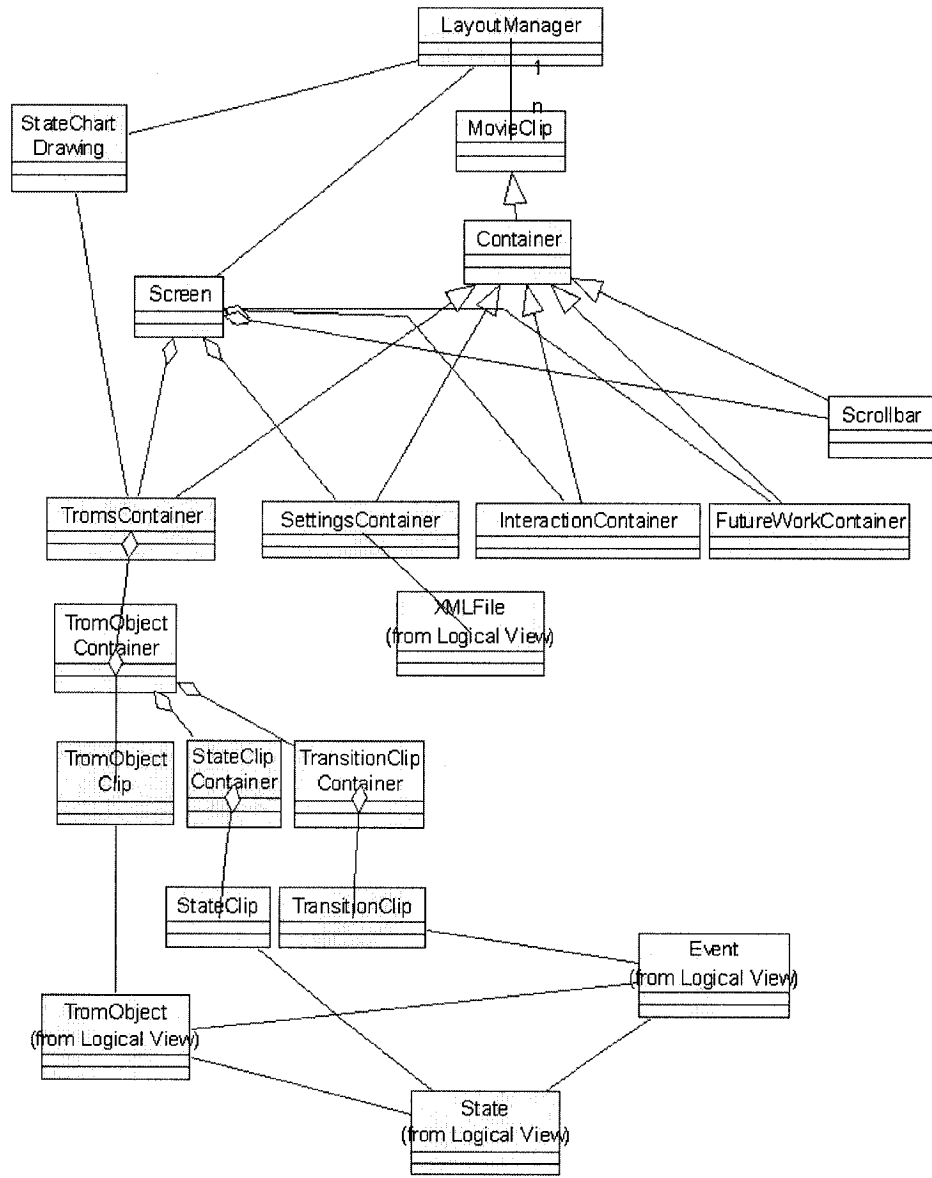 LayoutManager
1
n
MovieClip
StateChart
Drawing
Container
Screen
Scrollbar
TromsContainer
SettingsContainer
InteractionContainer
FutureWorkContainer
XMLFile
(from Logical View)
TromObject
Container
TromObject
Clip
StateClip
Container
TransitionClip
Container
StateClip
TransitionClip
Event
(from Logical View)
TromObject
(from Logical View)
State
(from Logical View)